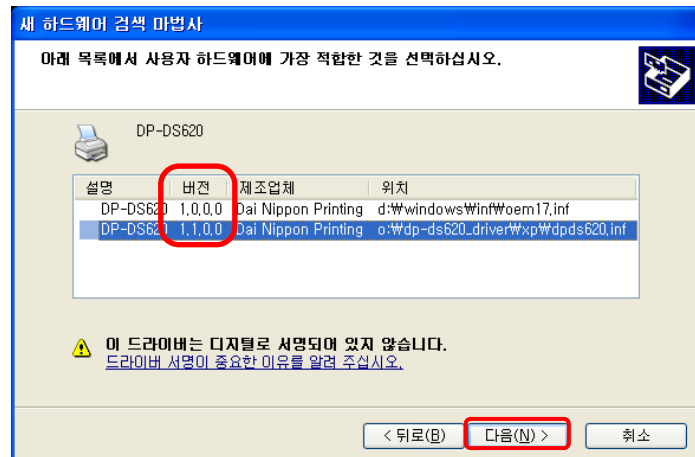 새 하드웨어 검색 마법사
아래 목록에서 사용자 하드웨어에 가장 적합한 것을 선택하십시오.
DP-DS620
설명 버전 제조업체 위치
DP-DS620 1,0,0,0 Dai Nippon Printing d:₩windows₩inf₩oem17,inf
DP-DS620 1,1,0,0 Dai Nippon Printing o:₩dp-ds620_driver₩xp₩dpds620,inf
이 드라이버는 디지털로 서명되어 있지 않습니다.
드라이버 서명이 중요한 이유를 알려 주십시오.
< 뒤로(B) 다음(N) > 취소